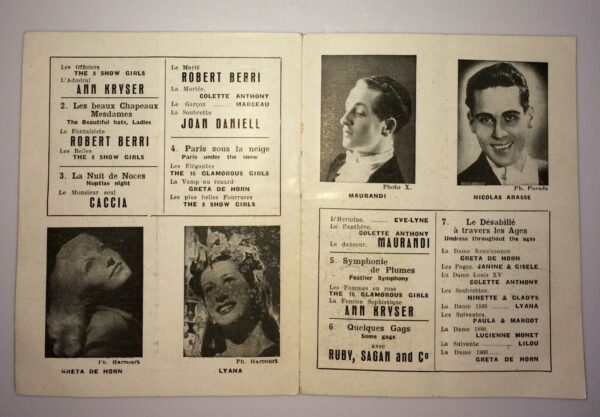 Les Officiers
THE 8 SHOW GIRLS
L'Admiral
ANN KRYSER
2. Les beaux Chapeaux
Mesdames
The Beautiful hats, Ladies
Le Fantaisiste
ROBERT BERRI
Les Belles
THE 8 SHOW GIRLS
3. La Nuit de Noces
Nuptias night
Le Monsieur seul
CACCIA
Le Marié
ROBERT BERRI
La Mariée,
COLETTE ANTHONY
Le Garçon ........ MARCEAU
La Soubrette
JOAN DANIELL
4. Paris sous la neige
Paris under the snow
Les Élégantes
THE 16 GLAMOROUS GIRLS
La Vamp au renard
GRETA DE HORN
Les plus belles Fourrures
THE 8 SHOW GIRLS
Ph. Harcourt
GRETA DE HORN
Ph. Harcourt
LYANA
Photo X.
MAURANDI
Ph. Parade
NICOLAS ARASSE
L'Heroïne. ......... EVE-LYNE
La Panthère,
COLETTE ANTHONY
Le danseur. MAURANDI
5. Symphonie
de Plumes
Feather Symphony
Les Femmes en rose
THE 16 GLAMOROUS GIRLS
La Femme Sophistiquée
ANN KRYSER
6. Quelques Gags
Some gags
avec
RUBY, SAGAN and Co
7. Le Désabillé
à travers les Ages
Undress throughout the ages
La Dame Renaissance
GRETA DE HORN
Les Pages. JANINE & GISELE
La Dame Louis XV
COLETTE ANTHONY
Les Soubrettes.
NINETTE & GLADYS
La Dame 1830 ....... LYANA
Les Suivantes.
PAULA & MARGOT
La Dame 1880.
LUCIENNE MONET
La Suivante ....... LILOU
La Dame 1900......
GRETA DE HORN